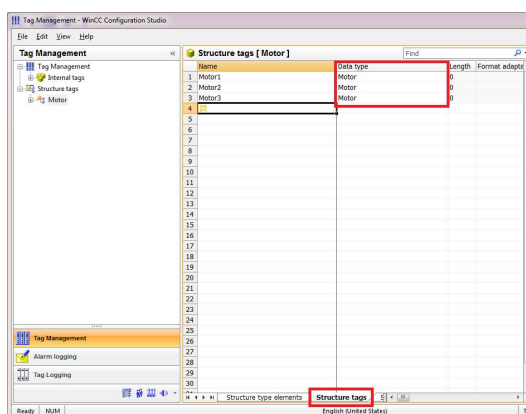 Tag Management - WinCC Configuration Studio
File Edit View Help
Tag Management «
Tag Management
Internal tags
Structure tags
Motor
Structure tags [ Motor ] Find
Name Data type Length Format adapta
1 Motor1 Motor 0
2 Motor2 Motor 0
3 Motor3 Motor 0
4
5
6
7
8
9
10
11
12
13
14
15
16
17
18
19
20
21
22
23
24
25
26
27
28
29
30
Tag Management
Alarm logging
Tag Logging
Structure type elements Structure tags S
Ready NUM English (United States)